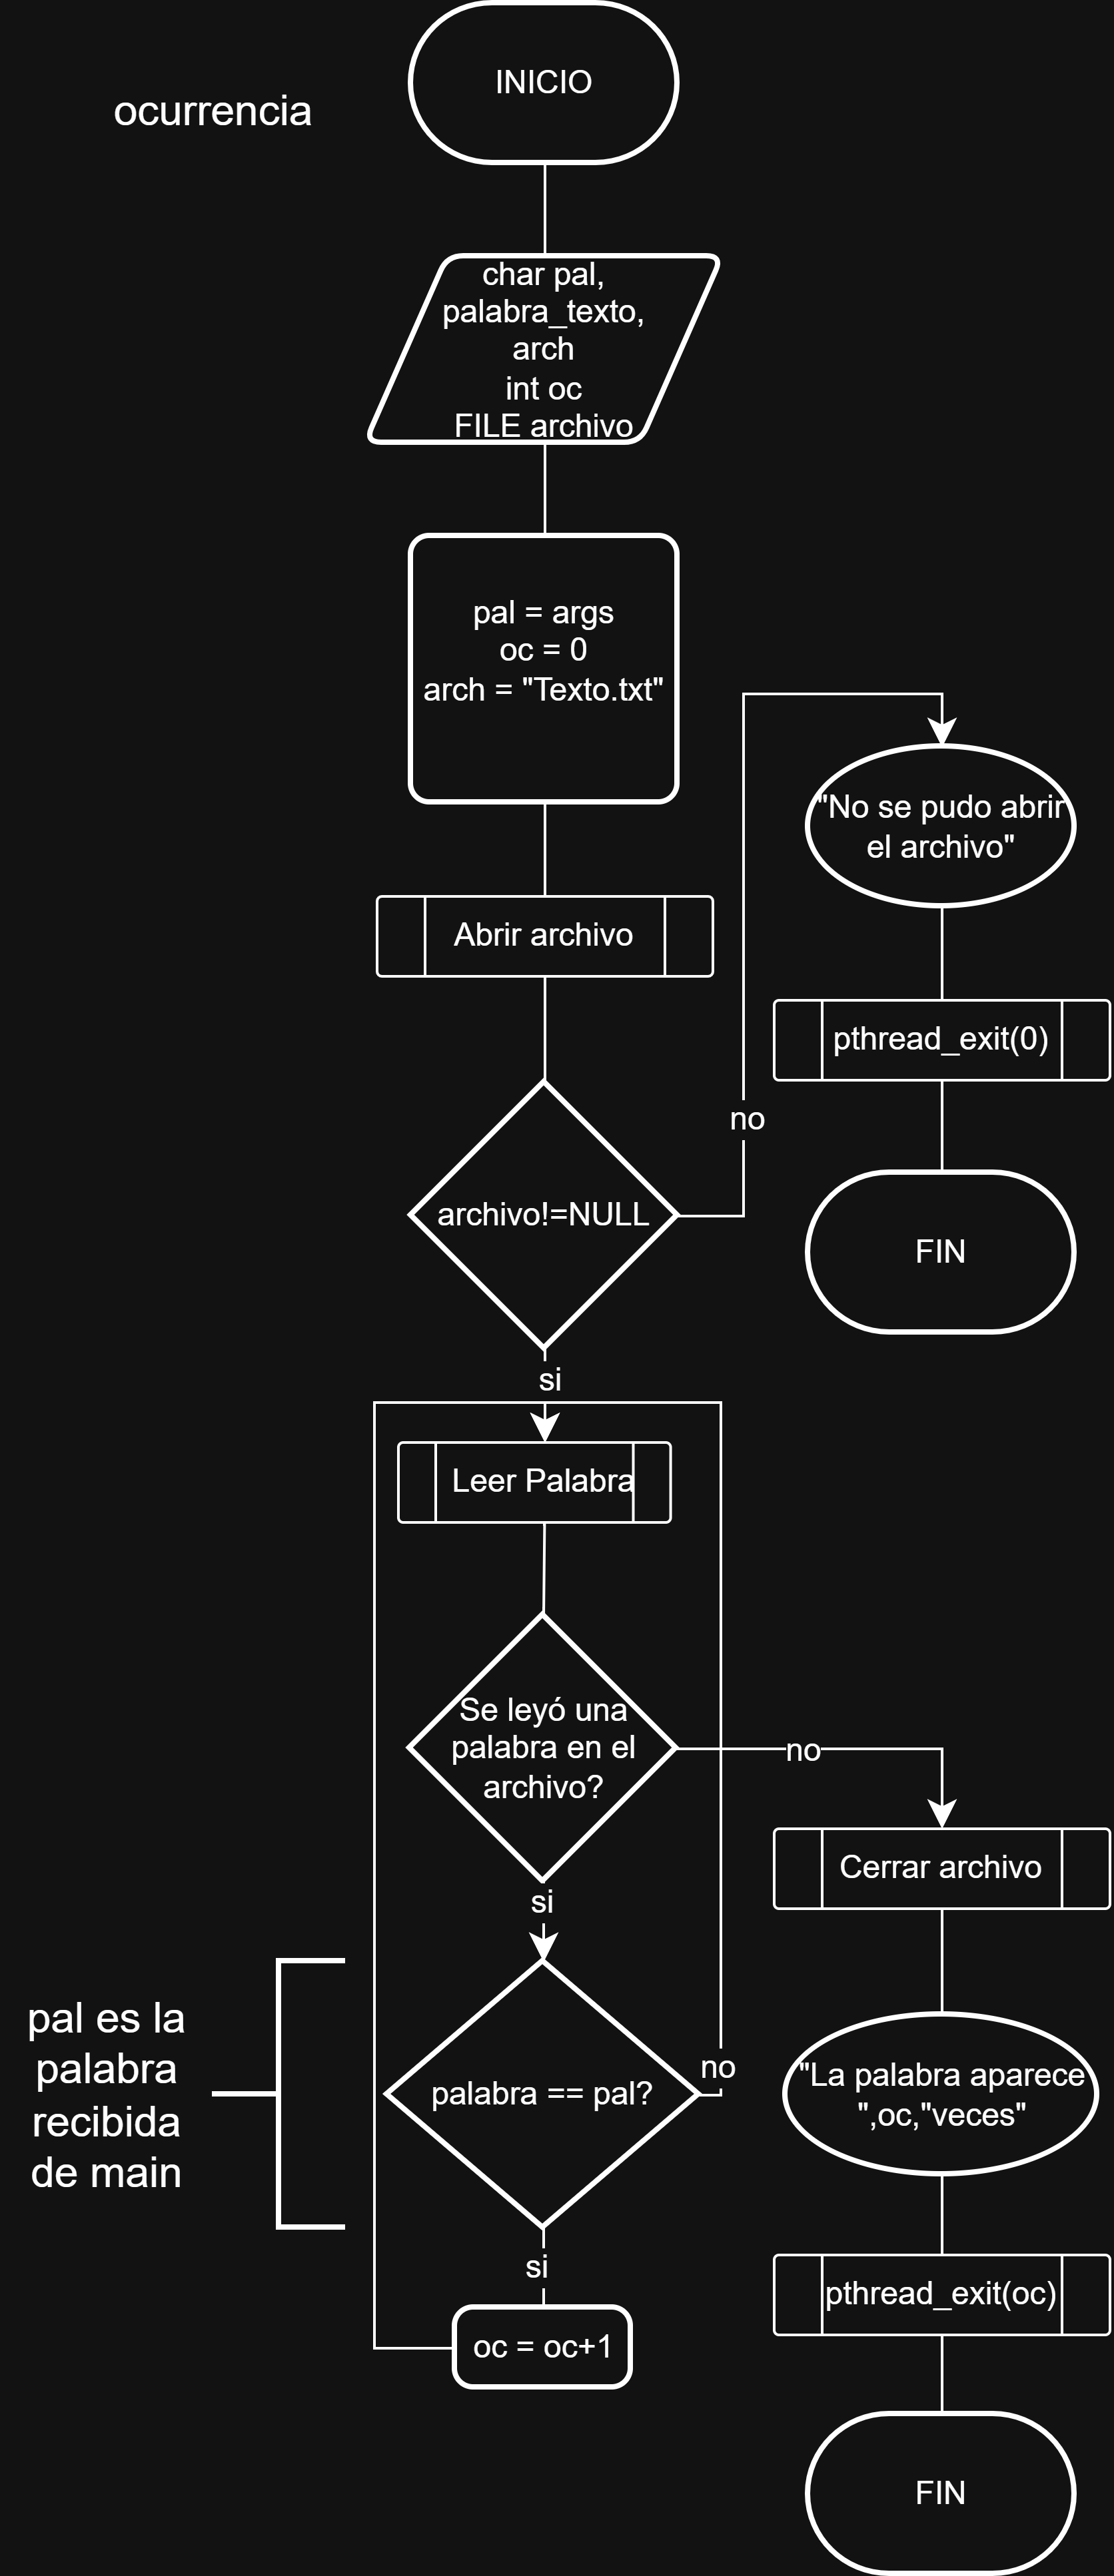 ocurrencia
INICIO
char pal,
palabra_texto,
arch
int oc
FILE archivo
pal = args
oc = 0
arch = "Texto.txt"
"No se pudo abrir
el archivo"
Abrir archivo
pthread_exit(0)
no
archivo!=NULL
FIN
si
Leer Palabra
Se leyó una
palabra en el
archivo?
no
Cerrar archivo
si
pal es la
palabra
recibida
de main
palabra == pal?
no
"La palabra aparece
",oc,"veces"
si
pthread_exit(oc)
oc = oc+1
FIN